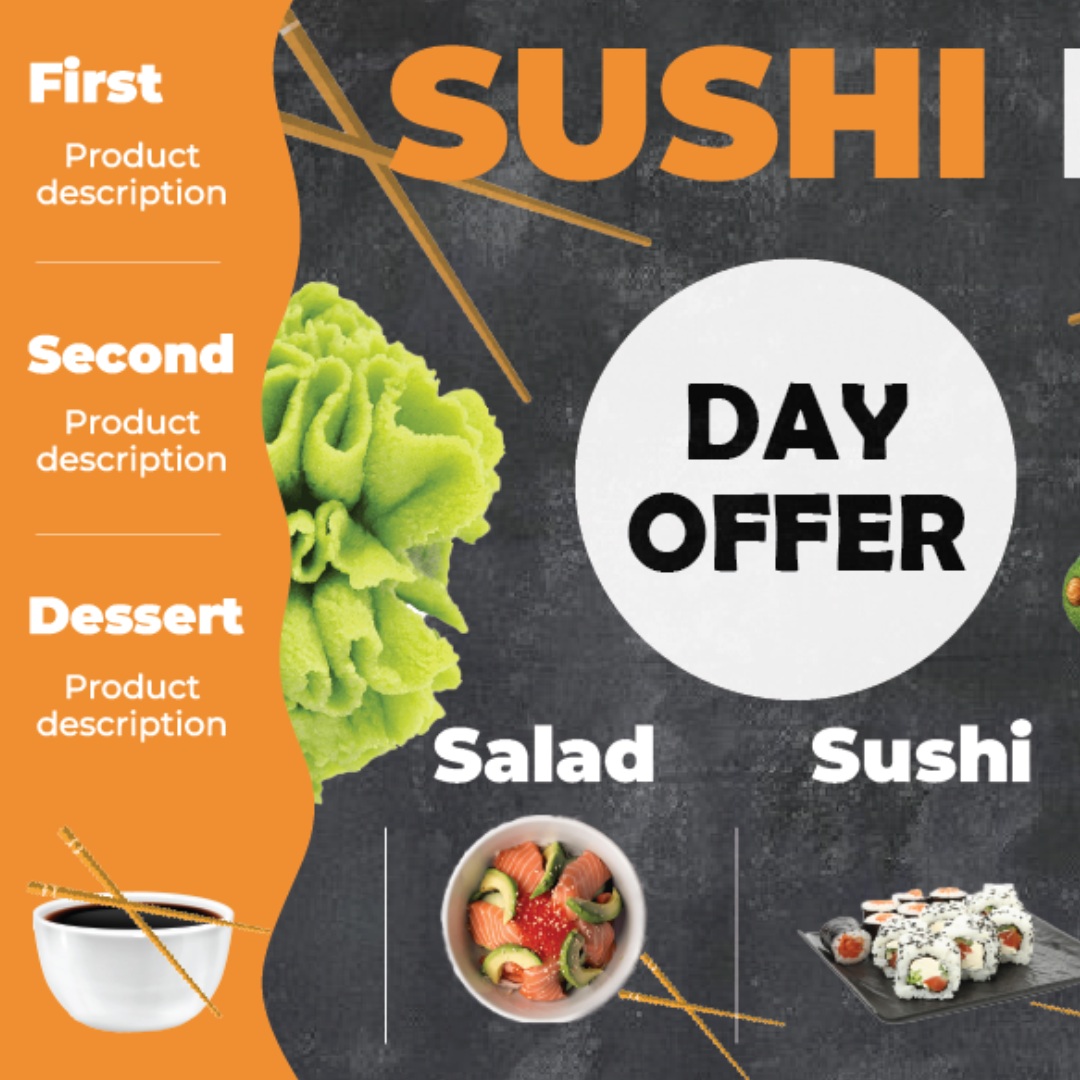 First
Product
description
Second
Product
description
Dessert
Product
description
SUSHI
DAY
OFFER
Salad
Sushi